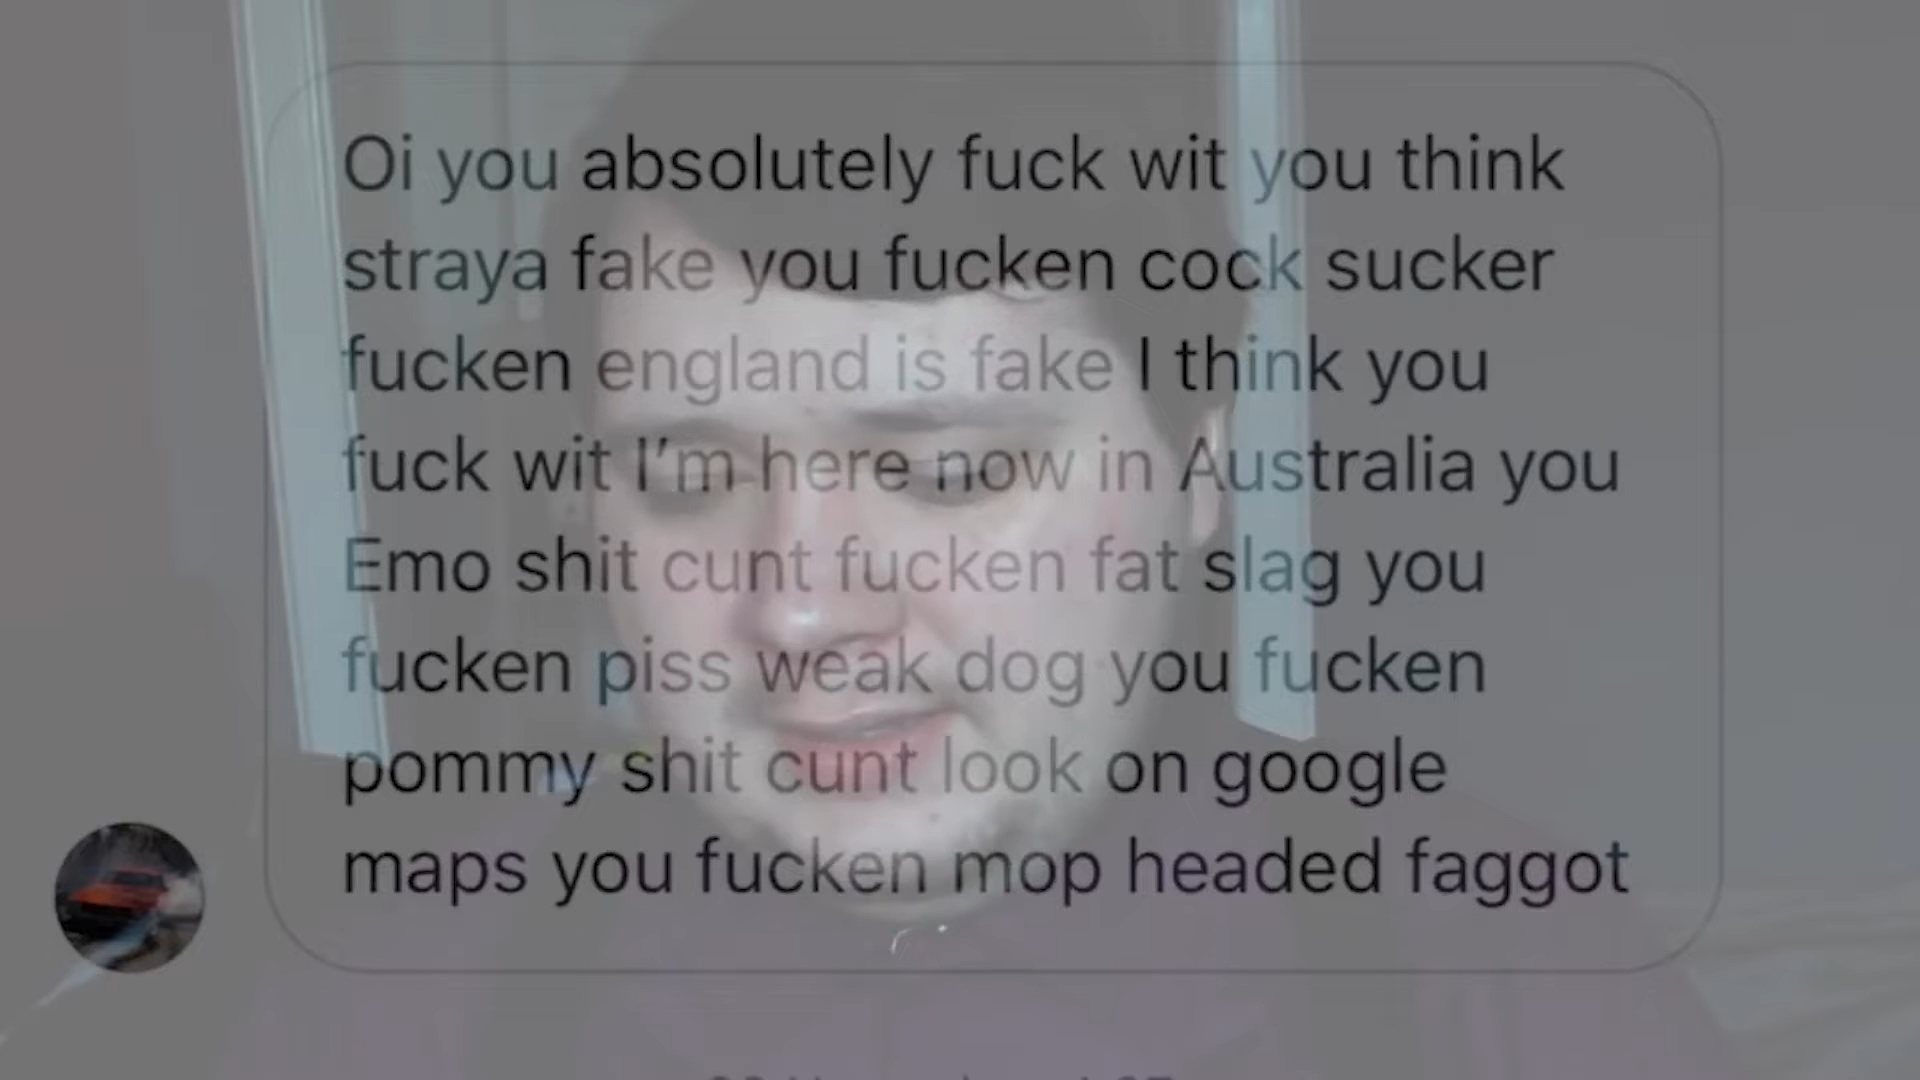 Oi you absolutely fuck wit you think
straya fake you fucken cock sucker
fucken england is fake I think you
fuck wit I'm here now in Australia you
Emo shit cunt fucken fat slag you
fucken piss weak dog you fucken
pommy shit cunt look on google
maps you fucken mop headed faggot